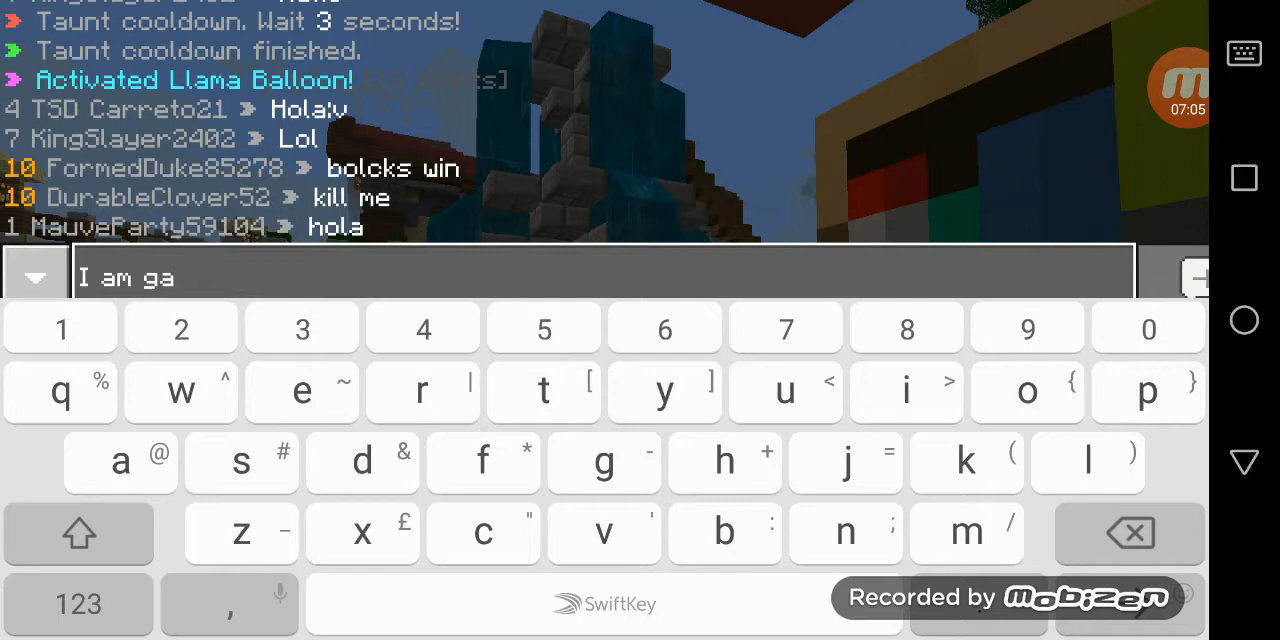 Taunt cooldown. Wait 3 seconds!
Taunt cooldown finished.
Activated Llama Balloon!
4 TSD Carreto21 » Hola:v
7 KingSlayer2402 » Lol
10 FormedDuke85278 » bolcks win
10 DurableClover52 » kill me
1 MauveParty59104 » hola
07:05
I am ga
1 2 3 4 5 6 7 8 9 0
q % w ^ e ~ r | t [ y ] u < i > o { p }
a @ s # d & f * g - h + j = k ( l )
z _ x £ c " v ' b : n ; m /
123 , SwiftKey
Recorded by mobizen